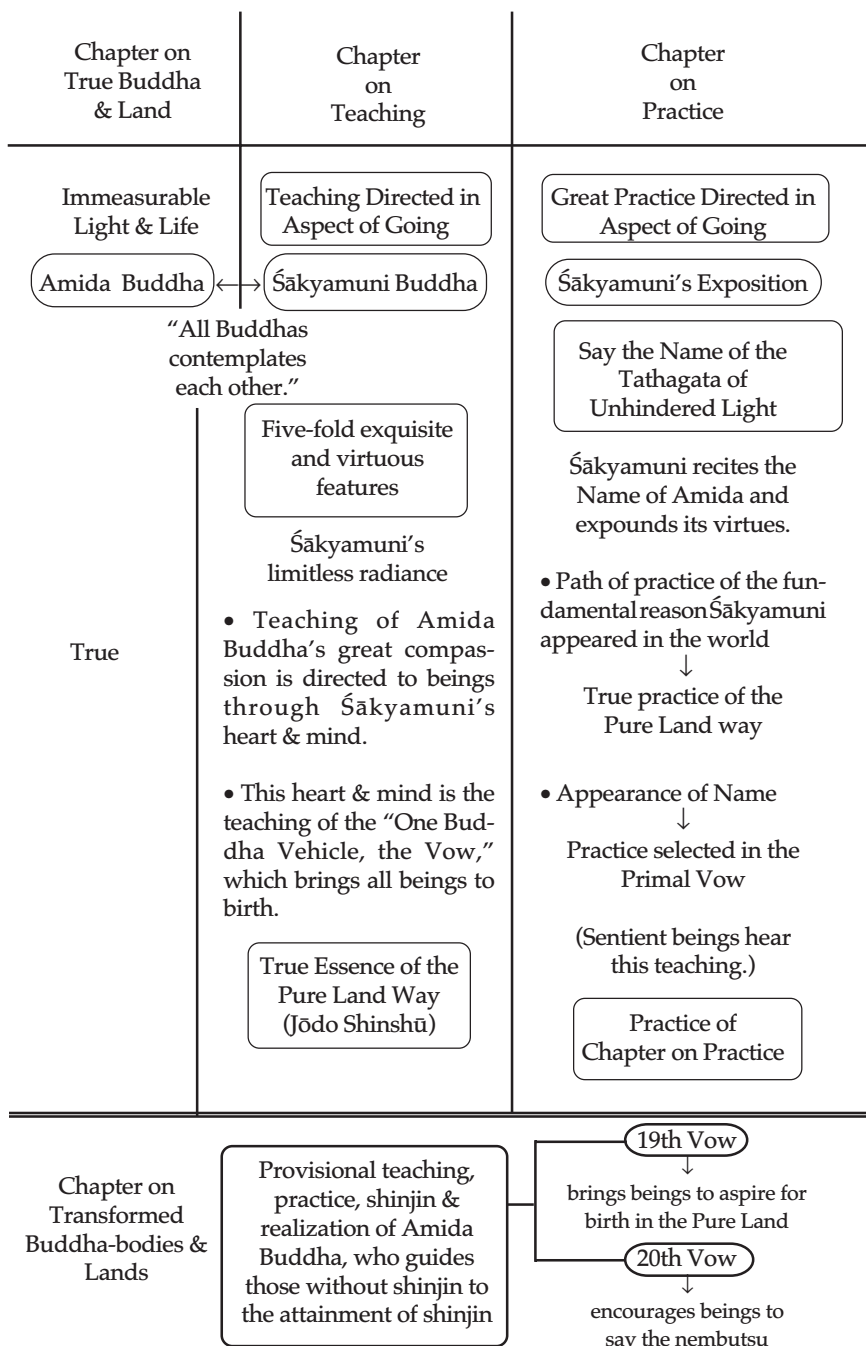 Chapter on
True Buddha
& Land
Chapter
on
Teaching
Chapter
on
Practice
Immeasurable
Light & Life
Amida Buddha
True
Teaching Directed in
Aspect of Going
←→ Śākyamuni Buddha
“All Buddhas
contemplates
each other.”
Five-fold exquisite
and virtuous
features
Śākyamuni’s
limitless radiance
• Teaching of Amida
Buddha’s great compas-
sion is directed to beings
through Śākyamuni’s
heart & mind.
• This heart & mind is the
teaching of the “One Bud-
dha Vehicle, the Vow,”
which brings all beings to
birth.
True Essence of the
Pure Land Way
(Jōdo Shinshū)
Great Practice Directed in
Aspect of Going
Śākyamuni’s Exposition
Say the Name of the
Tathagata of
Unhindered Light
Śākyamuni recites the
Name of Amida and
expounds its virtues.
• Path of practice of the fun-
damental reason Śākyamuni
appeared in the world
↓
True practice of the
Pure Land way
• Appearance of Name
↓
Practice selected in the
Primal Vow
(Sentient beings hear
this teaching.)
Practice of
Chapter on Practice
Chapter on
Transformed
Buddha-bodies &
Lands
Provisional teaching,
practice, shinjin &
realization of Amida
Buddha, who guides
those without shinjin to
the attainment of shinjin
19th Vow
↓
brings beings to aspire for
birth in the Pure Land
20th Vow
↓
encourages beings to
say the nembutsu